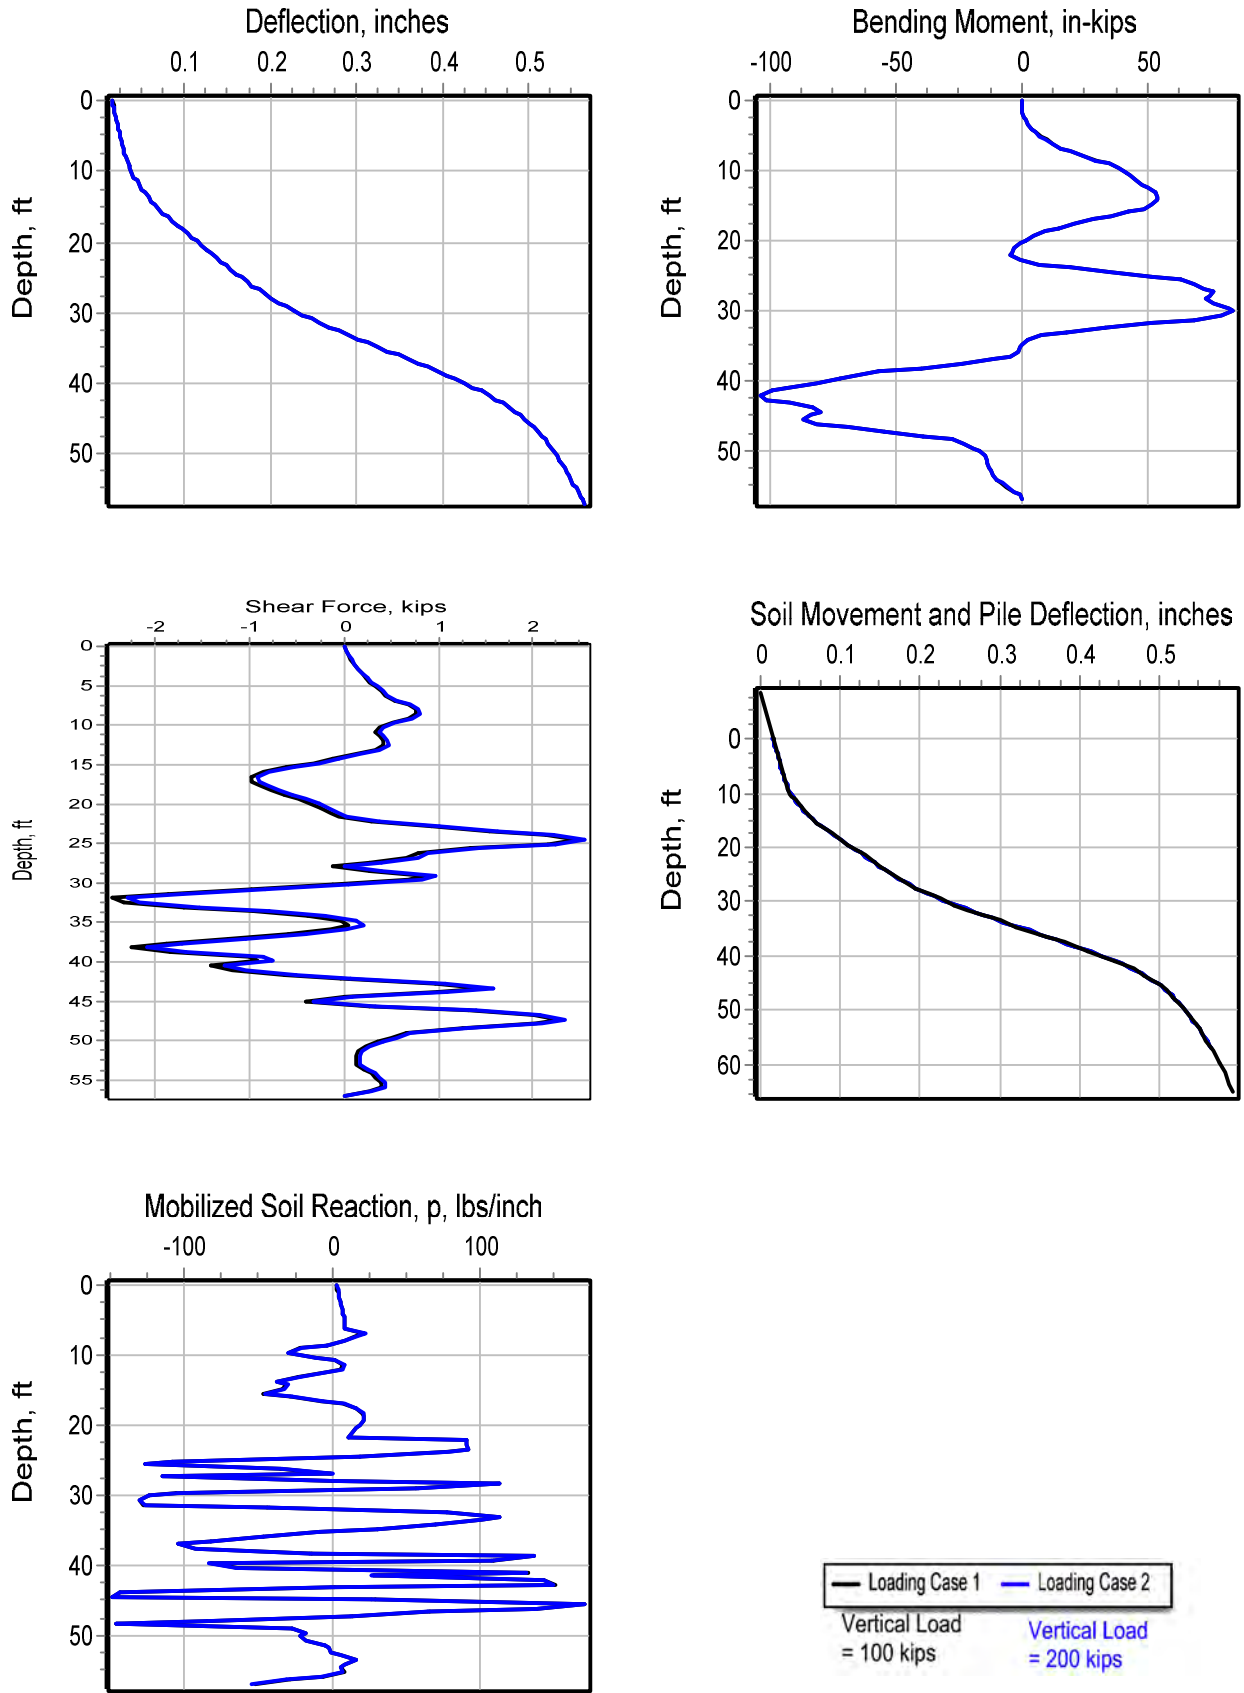 Deflection, inches
0.1 0.2 0.3 0.4 0.5
0
10
20
30
40
50
Depth, ft
Bending Moment, in-kips
-100 -50 0 50
0
10
20
30
40
50
Depth, ft
Shear Force, kips
-2 -1 0 1 2
0
5
10
15
20
25
30
35
40
45
50
55
Depth, ft
Soil Movement and Pile Deflection, inches
0 0.1 0.2 0.3 0.4 0.5
0
10
20
30
40
50
60
Depth, ft
Mobilized Soil Reaction, p, lbs/inch
-100 0 100
0
10
20
30
40
50
Depth, ft
Loading Case 1 Loading Case 2
Vertical Load
= 100 kips
Vertical Load
= 200 kips